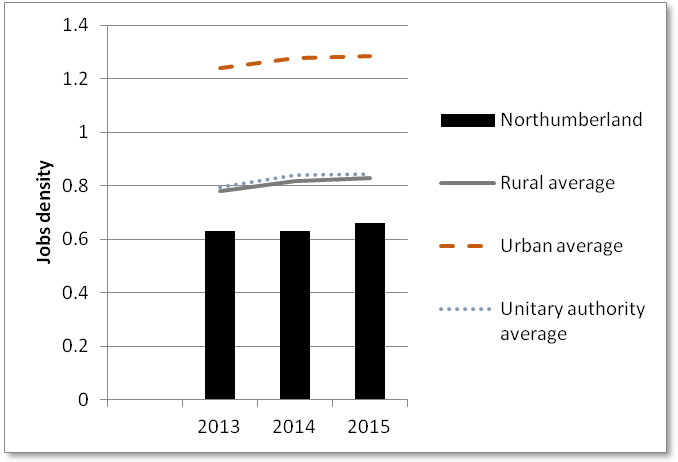 1.4
1.2
1
0.8
0.6
0.4
0.2
0
Jobs density
2013 2014 2015
Northumberland
Rural average
Urban average
Unitary authority
average